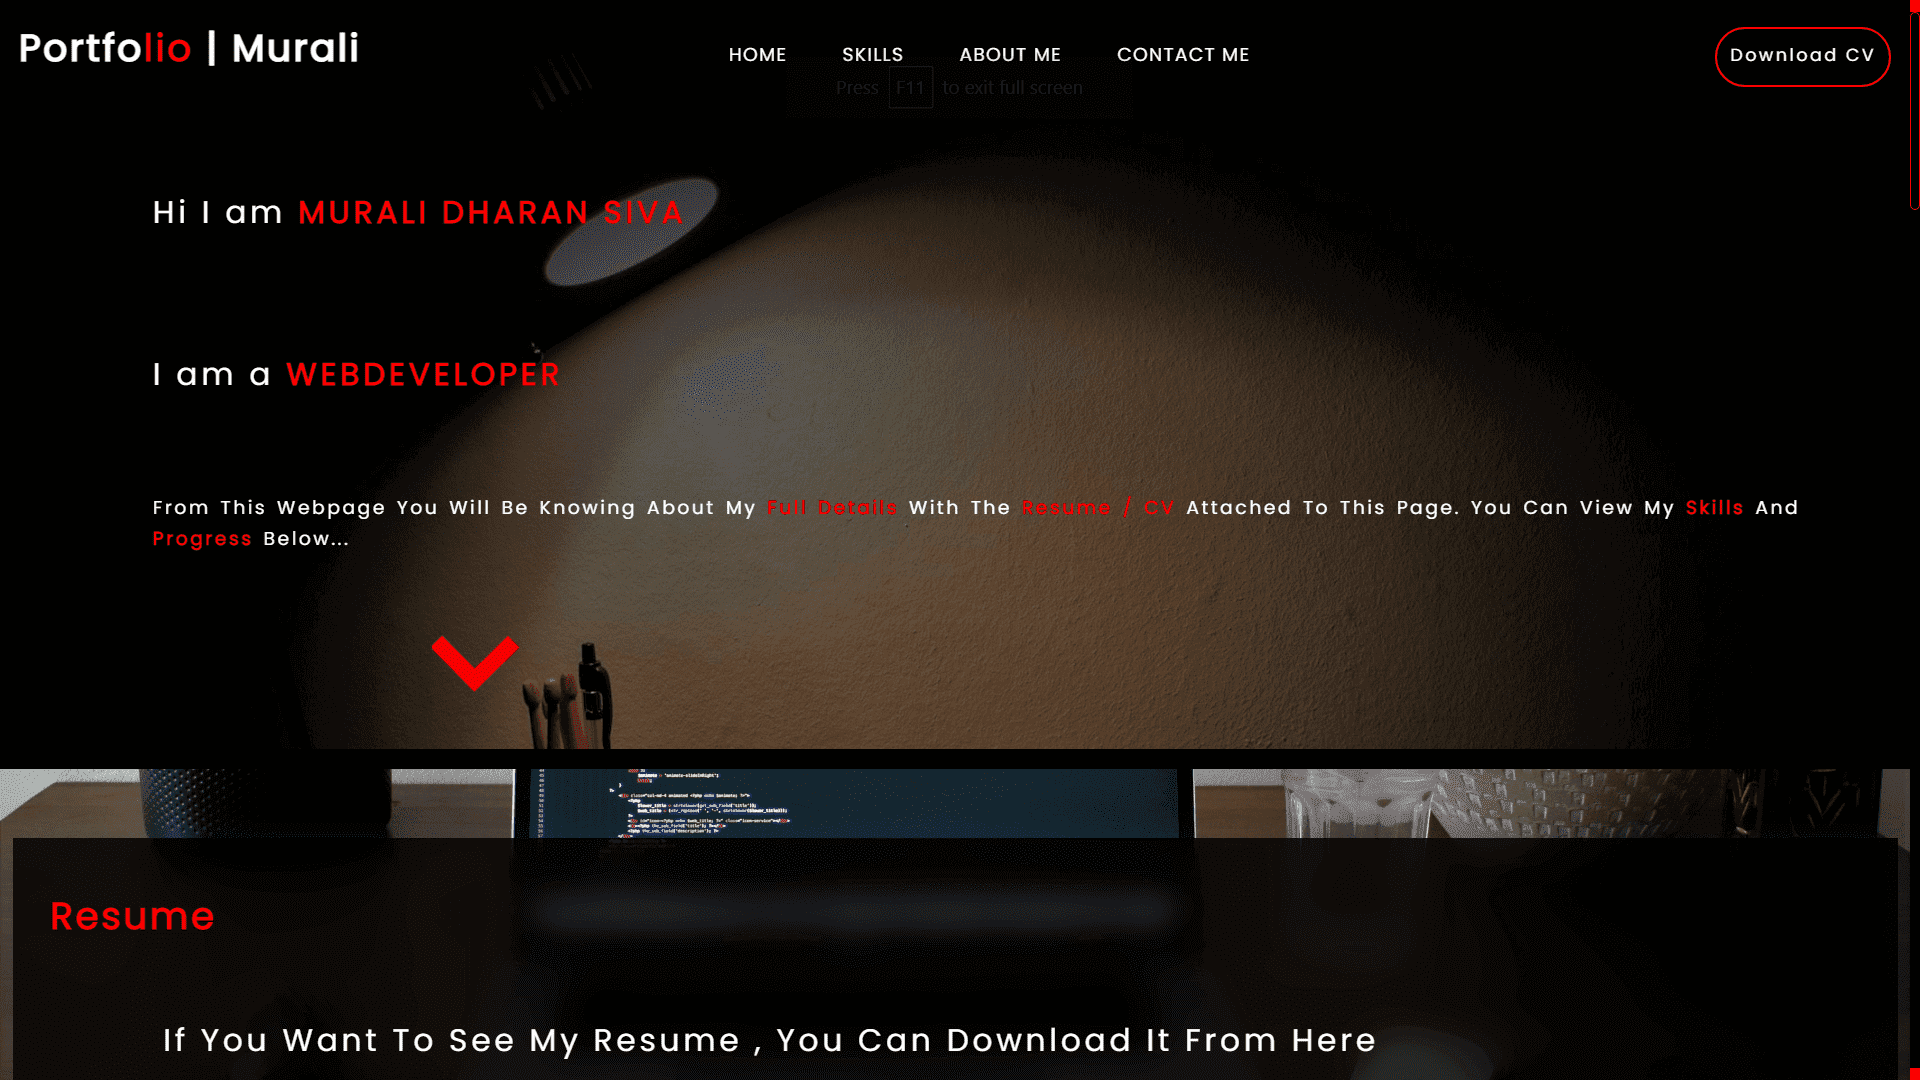 Portfolio | Murali
HOME SKILLS ABOUT ME CONTACT ME
Download CV
Press F11 to exit full screen
Hi I am MURALI DHARAN SIVA
I am a WEBDEVELOPER
From This Webpage You Will Be Knowing About My Full Details With The Resume / CV Attached To This Page. You Can View My Skills And
Progress Below...
Resume
If You Want To See My Resume , You Can Download It From Here